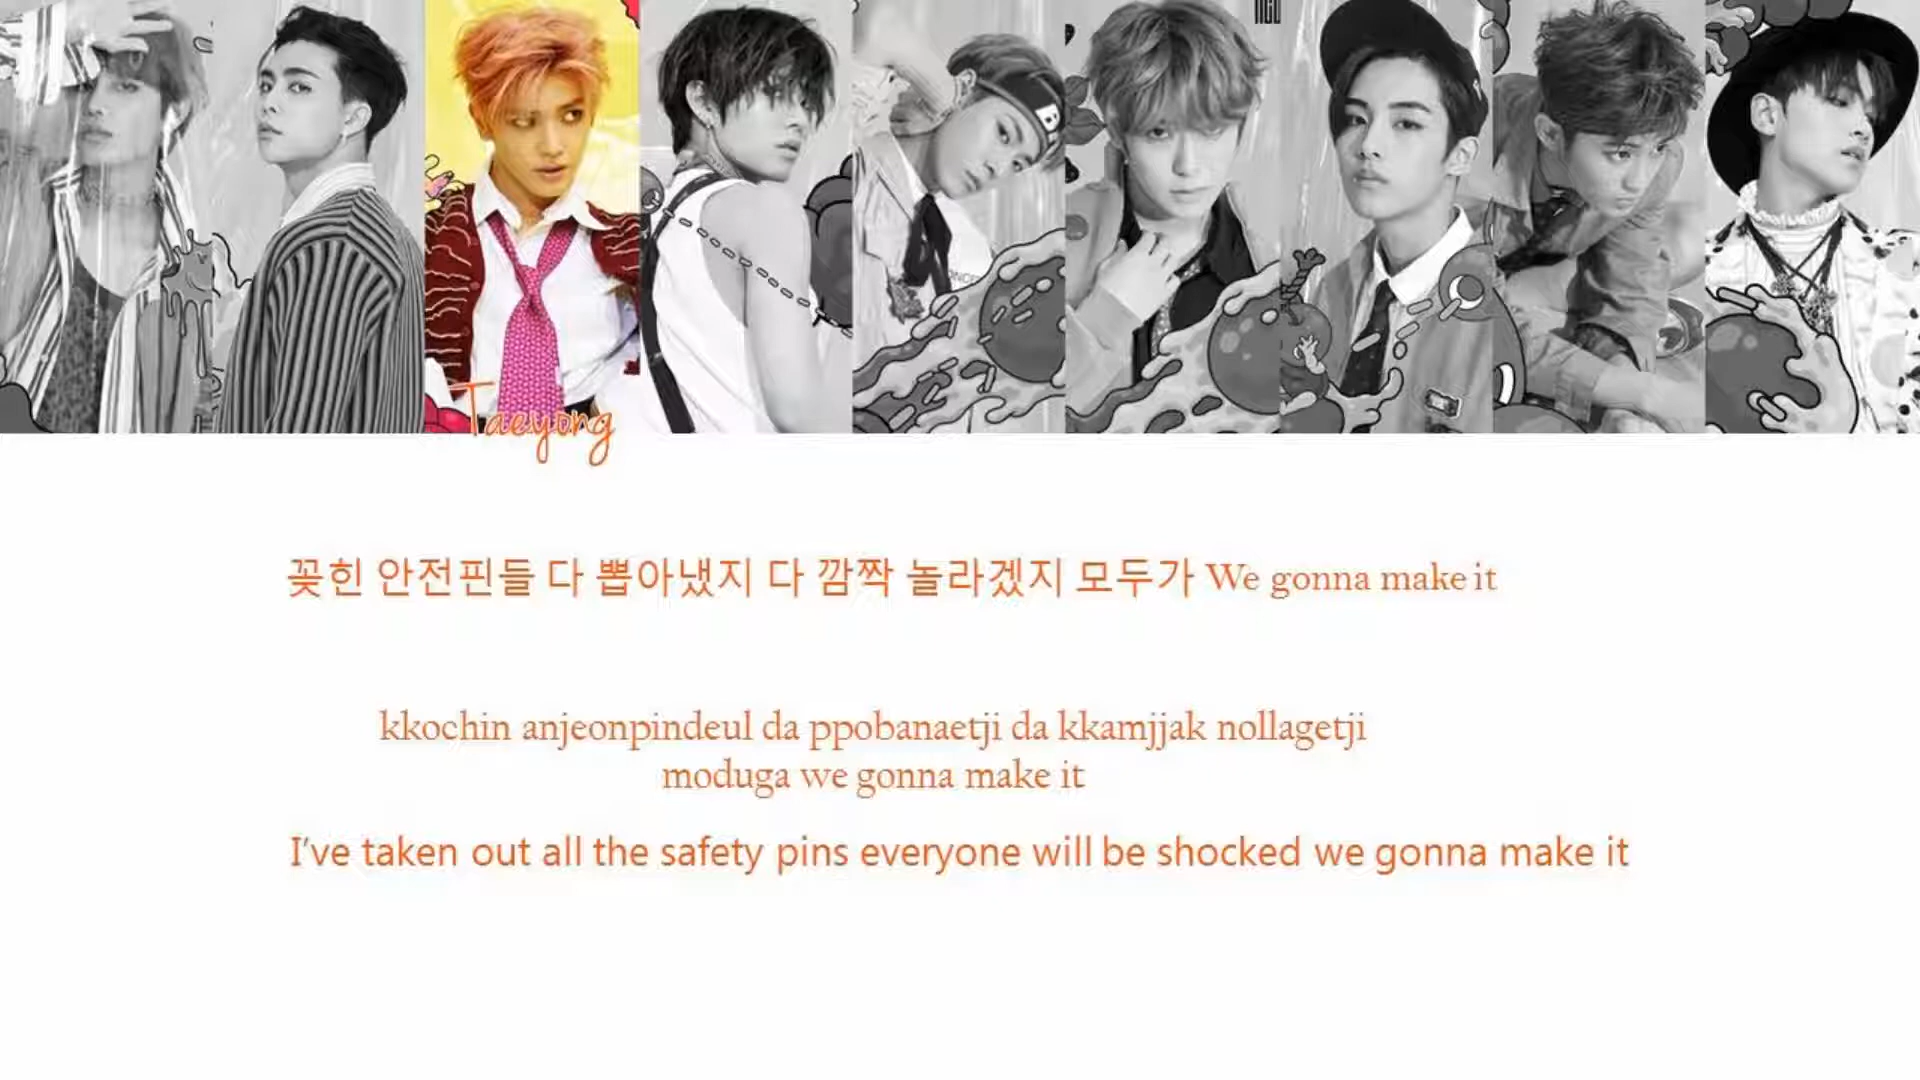 Taeyong
꽂힌 안전핀들 다 뽑아냈지 다 깜짝 놀라겠지 모두가 We gonna make it
kkochin anjeonpindeul da ppobanaetji da kkamjjak nollagetji
moduga we gonna make it
I've taken out all the safety pins everyone will be shocked we gonna make it